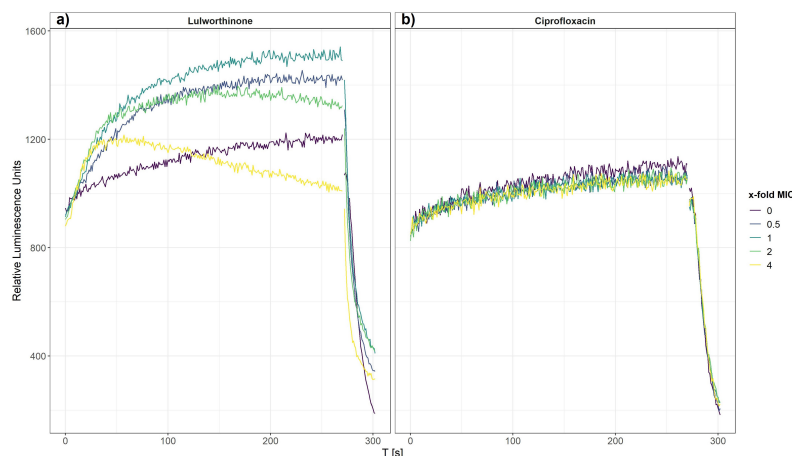 a)
Lulworthinone
b)
Ciprofloxacin
1600
1200
800
400
Relative Luminescence Units
0
100
200
300
0
100
200
300
T [s]
x-fold MIC
0
0.5
1
2
4